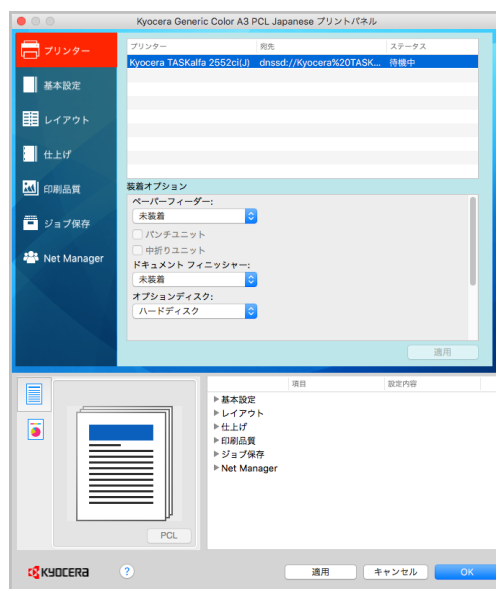 Kyocera Generic Color A3 PCL Japanese プリントパネル
プリンター
基本設定
レイアウト
仕上げ
印刷品質
ジョブ保存
Net Manager
プリンター 宛先 ステータス
Kyocera TASKalfa 2552ci(J) dnssd://Kyocera%20TASK... 待機中
装着オプション
ペーパーフィーダー:
未装着
パンチユニット
中折りユニット
ドキュメント フィニッシャー:
未装着
オプションディスク:
ハードディスク
適用
項目 設定内容
基本設定
レイアウト
仕上げ
印刷品質
ジョブ保存
Net Manager
PCL
KYOCERA
?
適用
キャンセル
OK